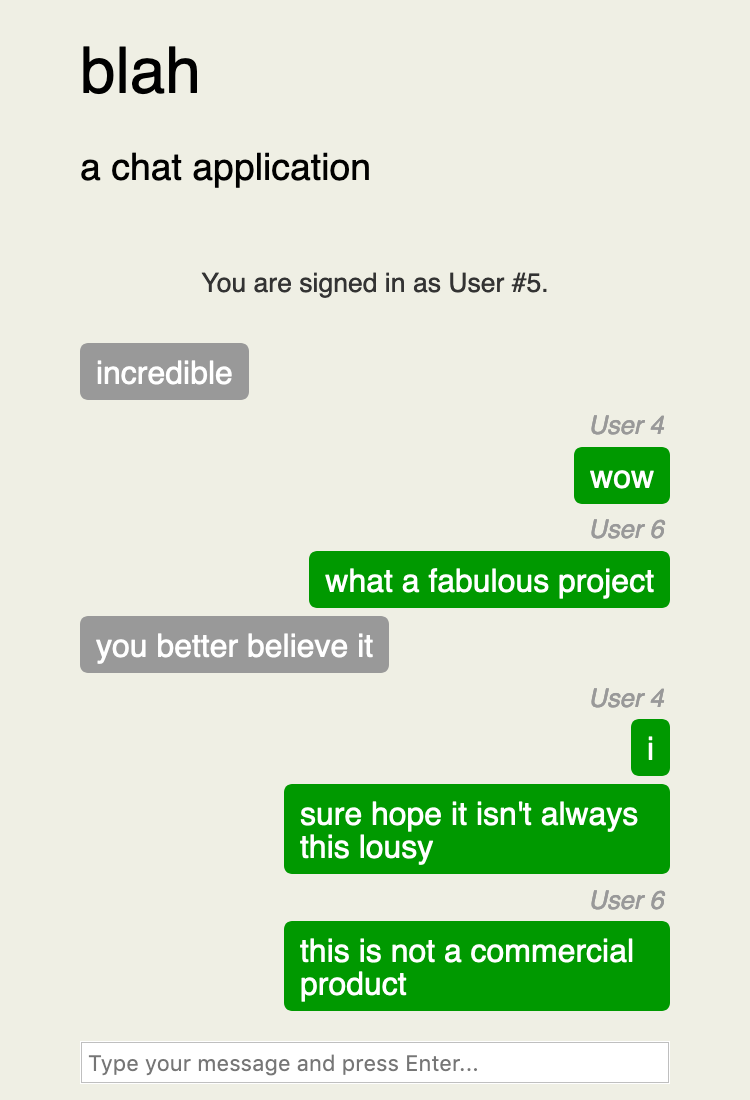 blah
a chat application
You are signed in as User #5.
incredible
User 4
wow
User 6
what a fabulous project
you better believe it
User 4
i
sure hope it isn't always
this lousy
User 6
this is not a commercial
product
Type your message and press Enter...